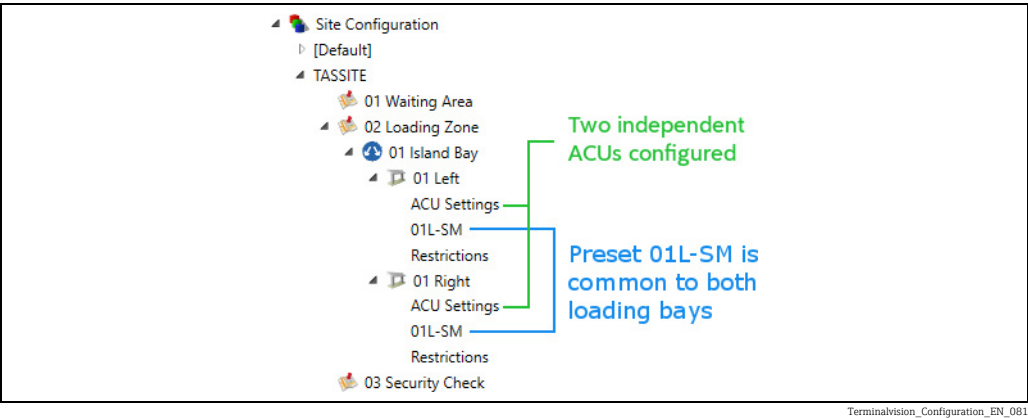 Site Configuration
[Default]
TASSITE
01 Waiting Area
02 Loading Zone
01 Island Bay
01 Left
ACU Settings
01L-SM
Restrictions
01 Right
ACU Settings
01L-SM
Restrictions
03 Security Check
Two independent
ACUs configured
Preset 01L-SM is
common to both
loading bays
Terminalvision_Configuration_EN_081